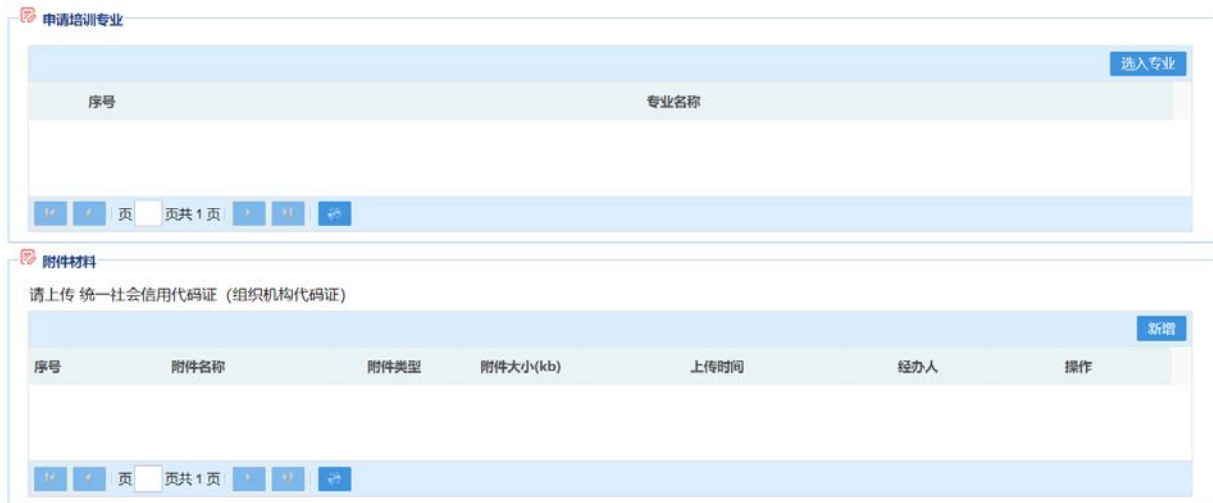 申请培训专业
选入专业
序号 专业名称
页 页共 1 页
附件材料
请上传 统一社会信用代码证（组织机构代码证）
新增
序号 附件名称 附件类型 附件大小(kb) 上传时间 经办人 操作
页 页共 1 页